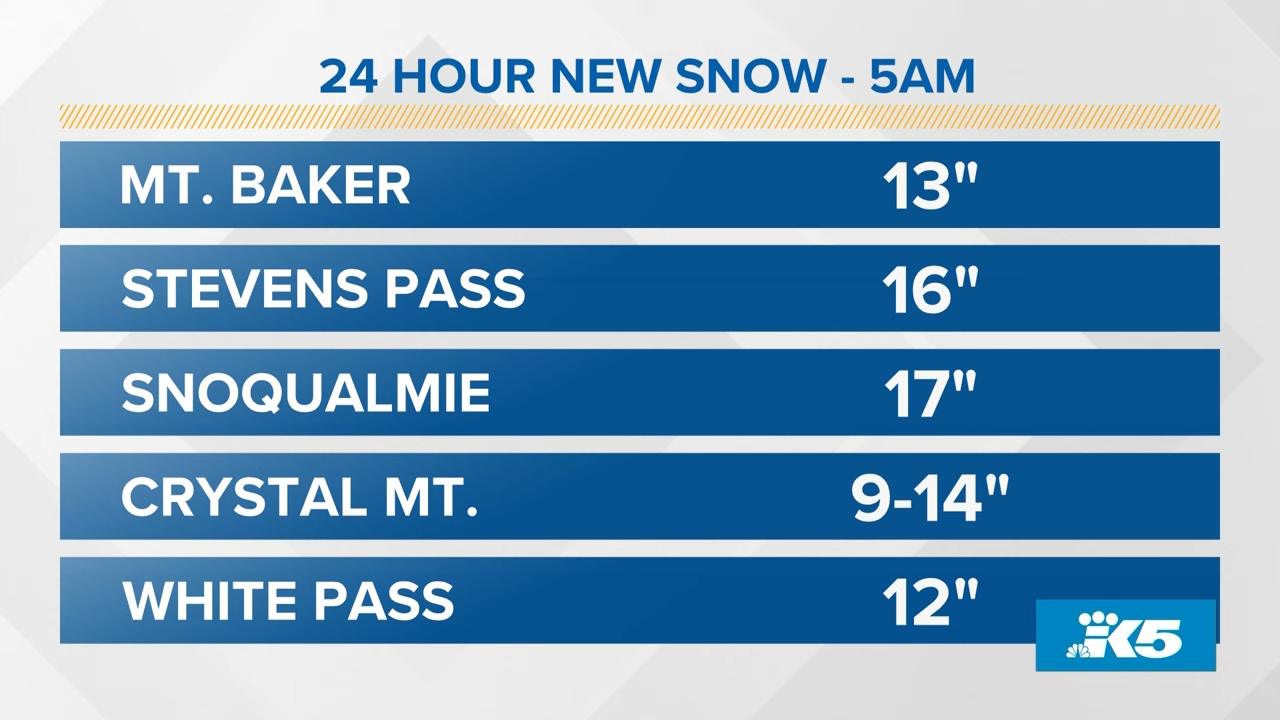 24 HOUR NEW SNOW - 5AM
MT. BAKER 13"
STEVENS PASS 16"
SNOQUALMIE 17"
CRYSTAL MT. 9-14"
WHITE PASS 12"
K5